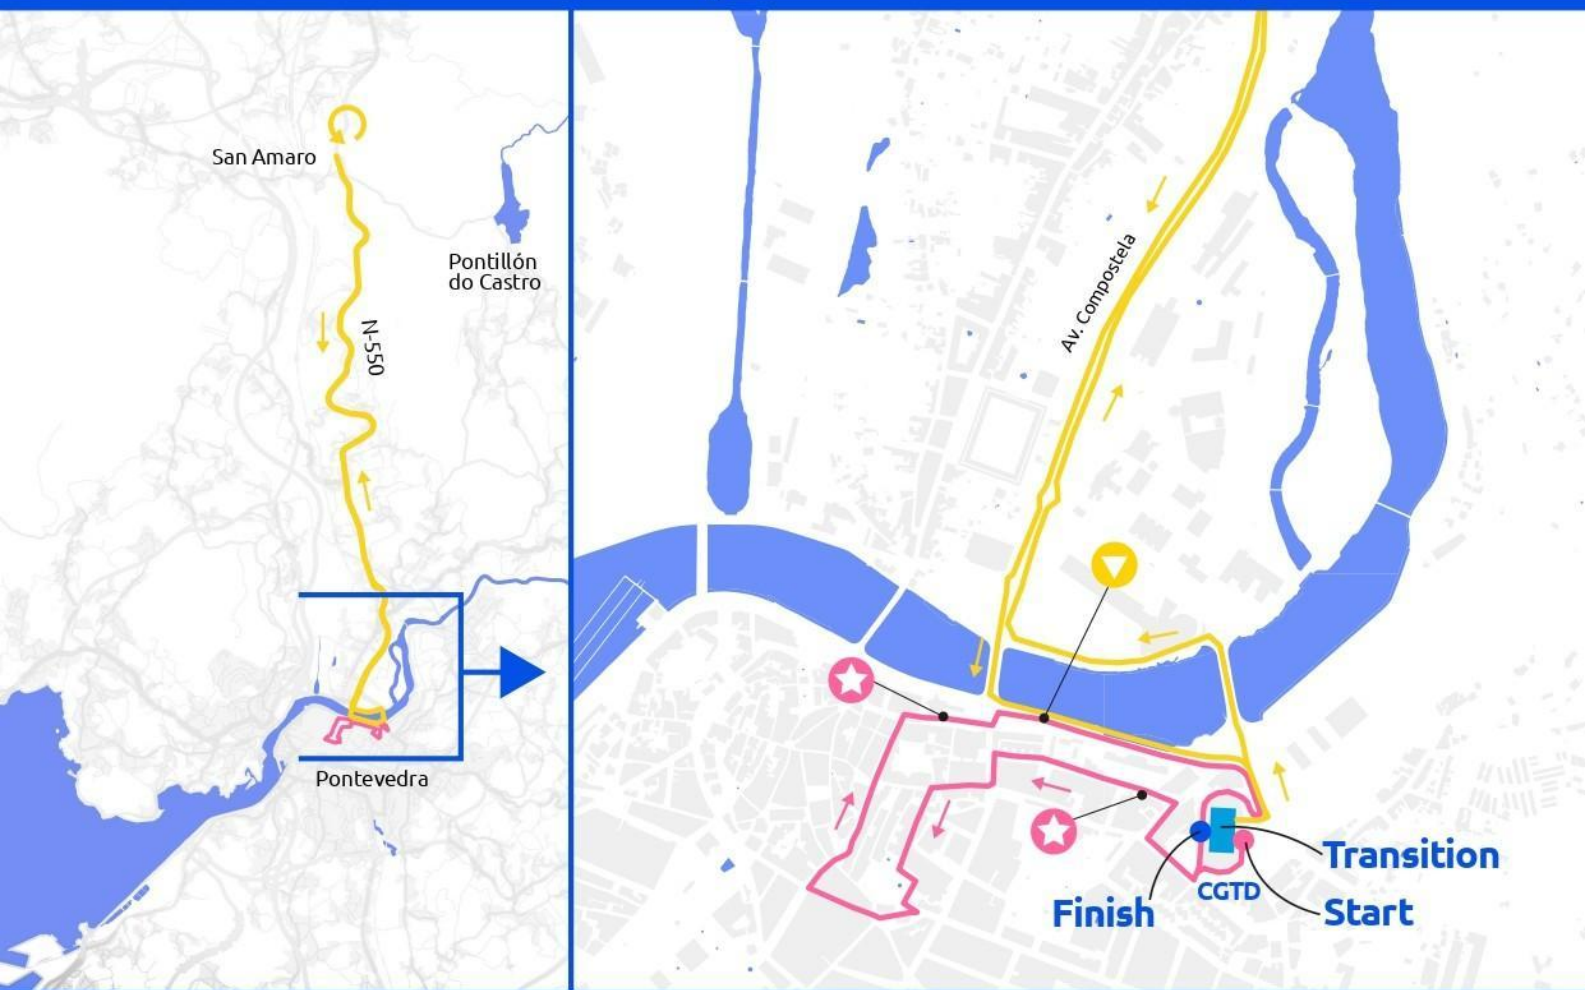 San Amaro
Pontillón
do Castro
N-550
Pontevedra
Av. Compostela
Transition
CGTD
Finish
Start